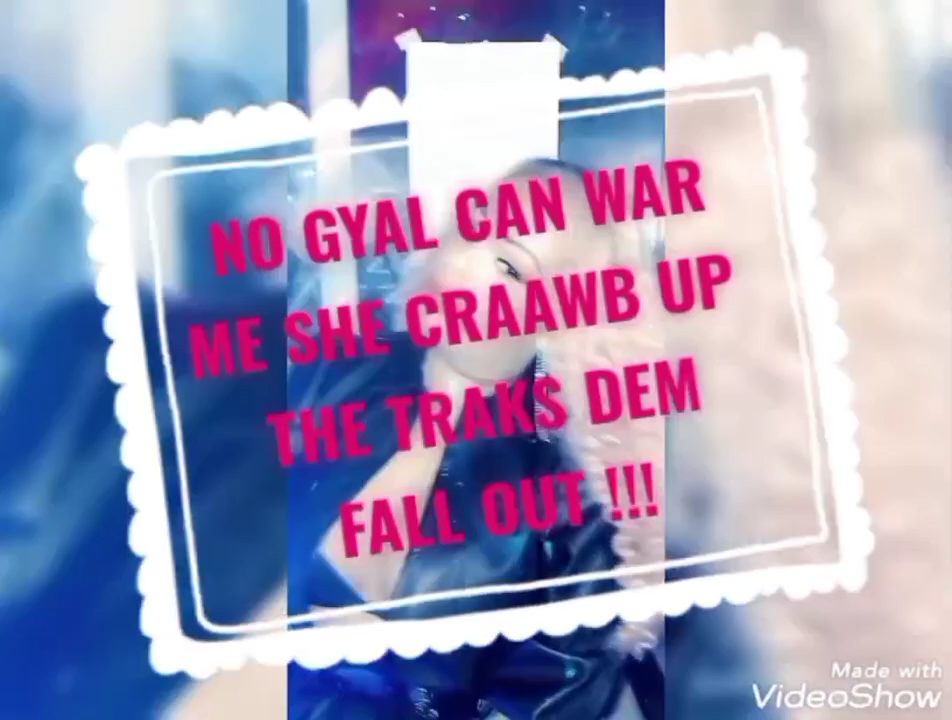 NO GYAL CAN WAR
ME SHE CRAAWB UP
THE TRAKS DEM
FALL OUT !!!
Made with
VideoShow